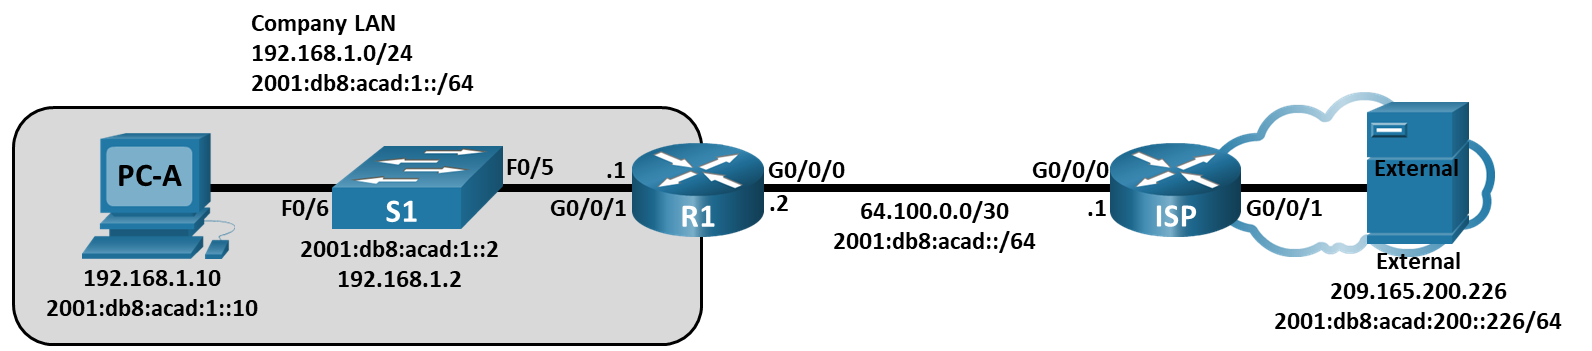 Company LAN
192.168.1.0/24
2001:db8:acad:1::/64
PC-A
F0/6
S1
F0/5
2001:db8:acad:1::2
192.168.1.2
192.168.1.10
2001:db8:acad:1::10
.1
G0/0/1
R1
G0/0/0
.2
64.100.0.0/30
2001:db8:acad::/64
G0/0/0
.1
ISP
G0/0/1
External
External
209.165.200.226
2001:db8:acad:200::226/64